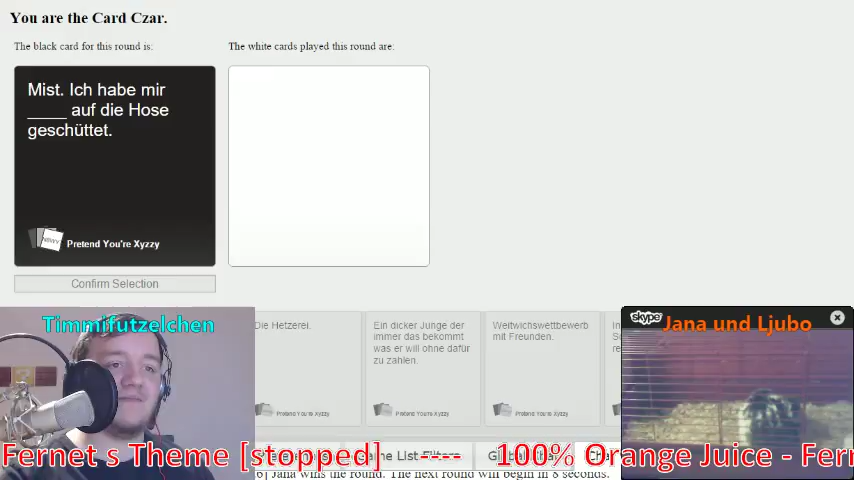 You are the Card Czar.
The black card for this round is:
The white cards played this round are:
Mist. Ich habe mir
____ auf die Hose
geschüttet.
Pretend You're Xyzzy
Confirm Selection
Timmifutzelchen
Die Hetzerei.
Pretend You're Xyzzy
Ein dicker Junge der
immer das bekommt
was er will ohne dafür
zu zahlen.
Pretend You're Xyzzy
Weitwichswettbewerb
mit Freunden.
Pretend You're Xyzzy
skype
Jana und Ljubo
Fernet s Theme [stopped] ---- 100% Orange Juice - Fer
Game List Filters
Jana wins the round. The next round will begin in 8 seconds.